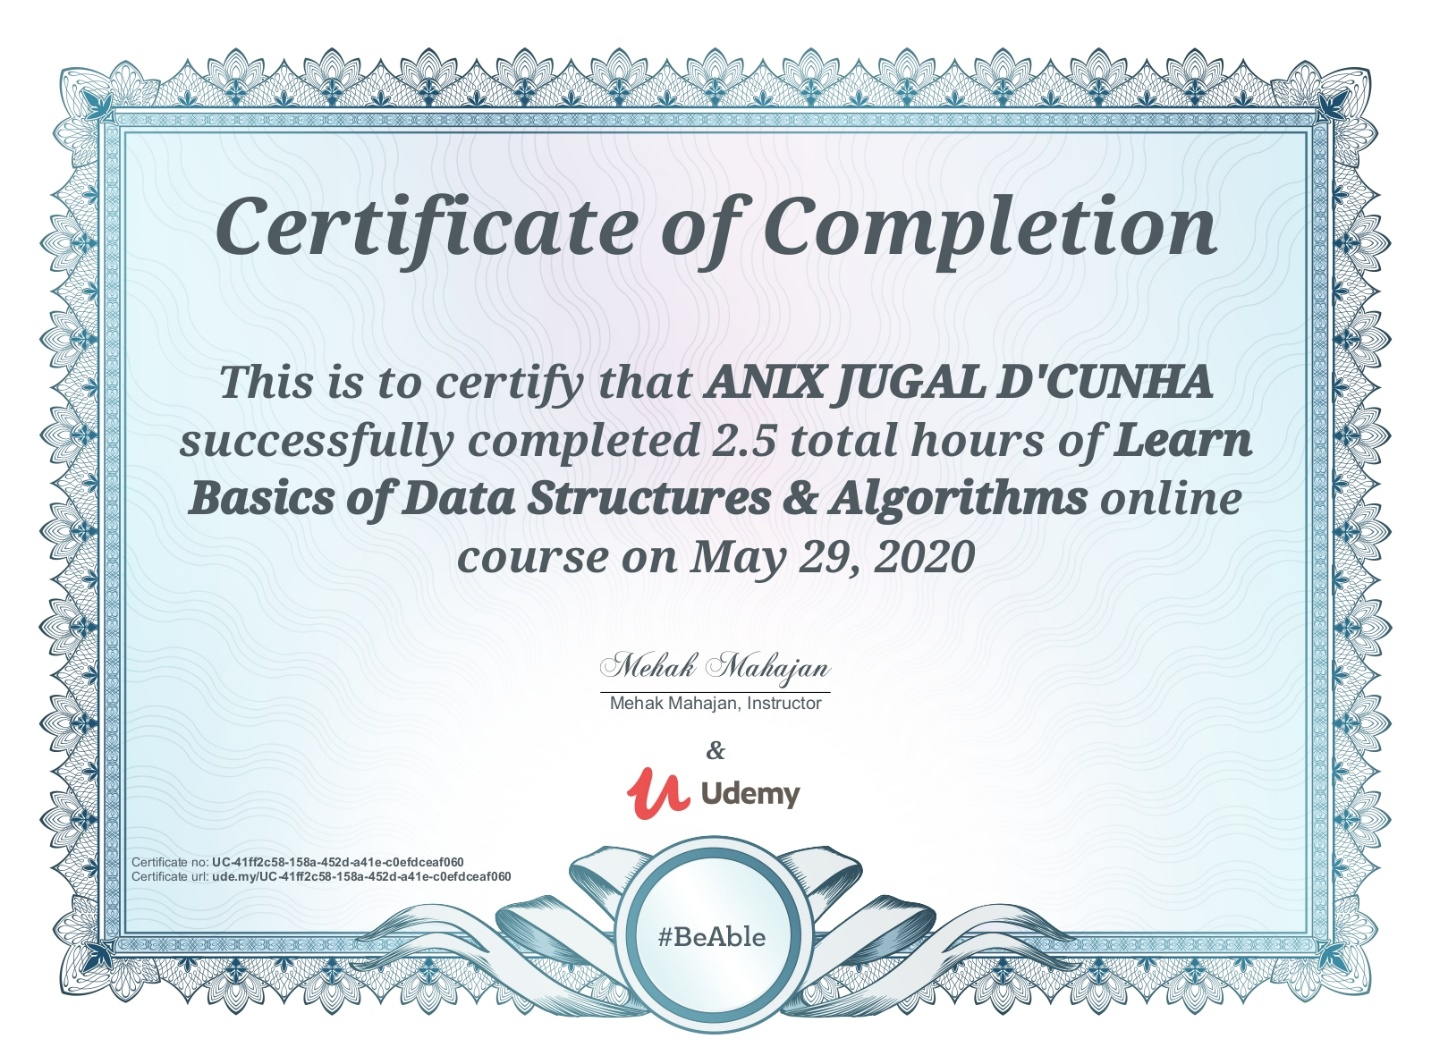 Certificate of Completion
This is to certify that ANIX JUGAL D'CUNHA
successfully completed 2.5 total hours of Learn
Basics of Data Structures & Algorithms online
course on May 29, 2020
Mehak Mahajan
Mehak Mahajan, Instructor
&
Udemy
Certificate no: UC-41ff2c58-158a-452d-a41e-c0efdceaf060
Certificate url: ude.my/UC-41ff2c58-158a-452d-a41e-c0efdceaf060
#BeAble